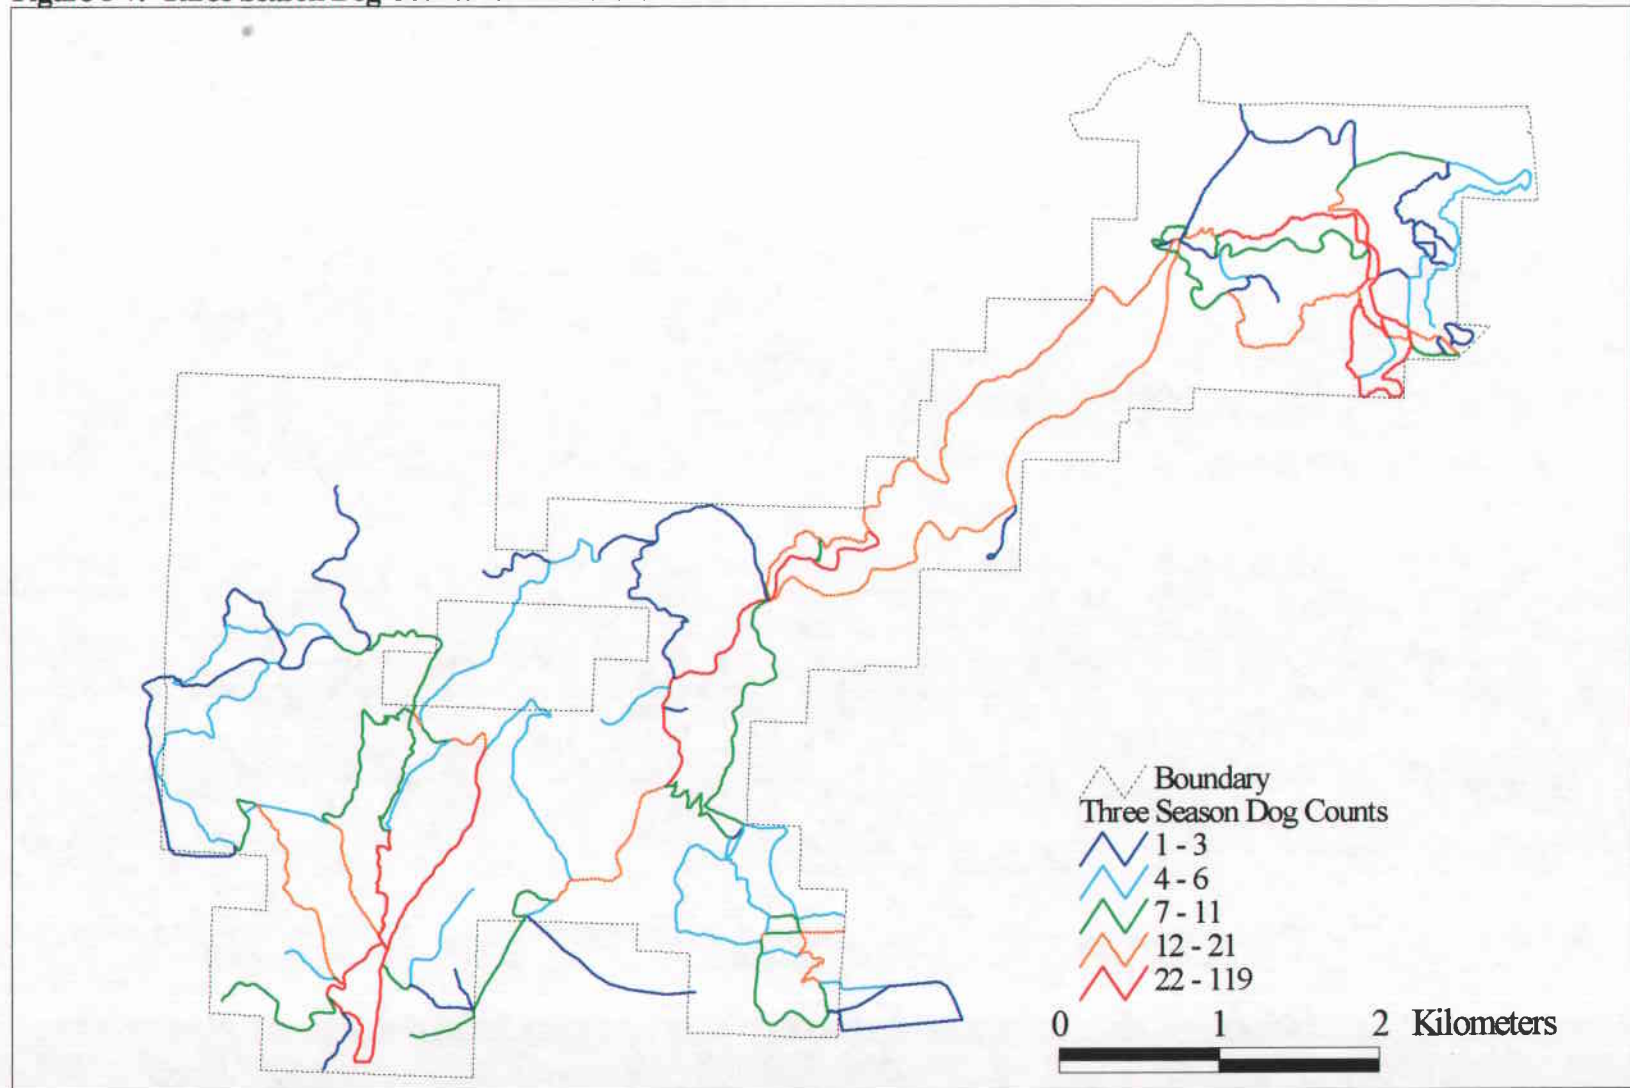 Boundary
Three Season Dog Counts
1 - 3
4 - 6
7 - 11
12 - 21
22 - 119
0 1 2 Kilometers